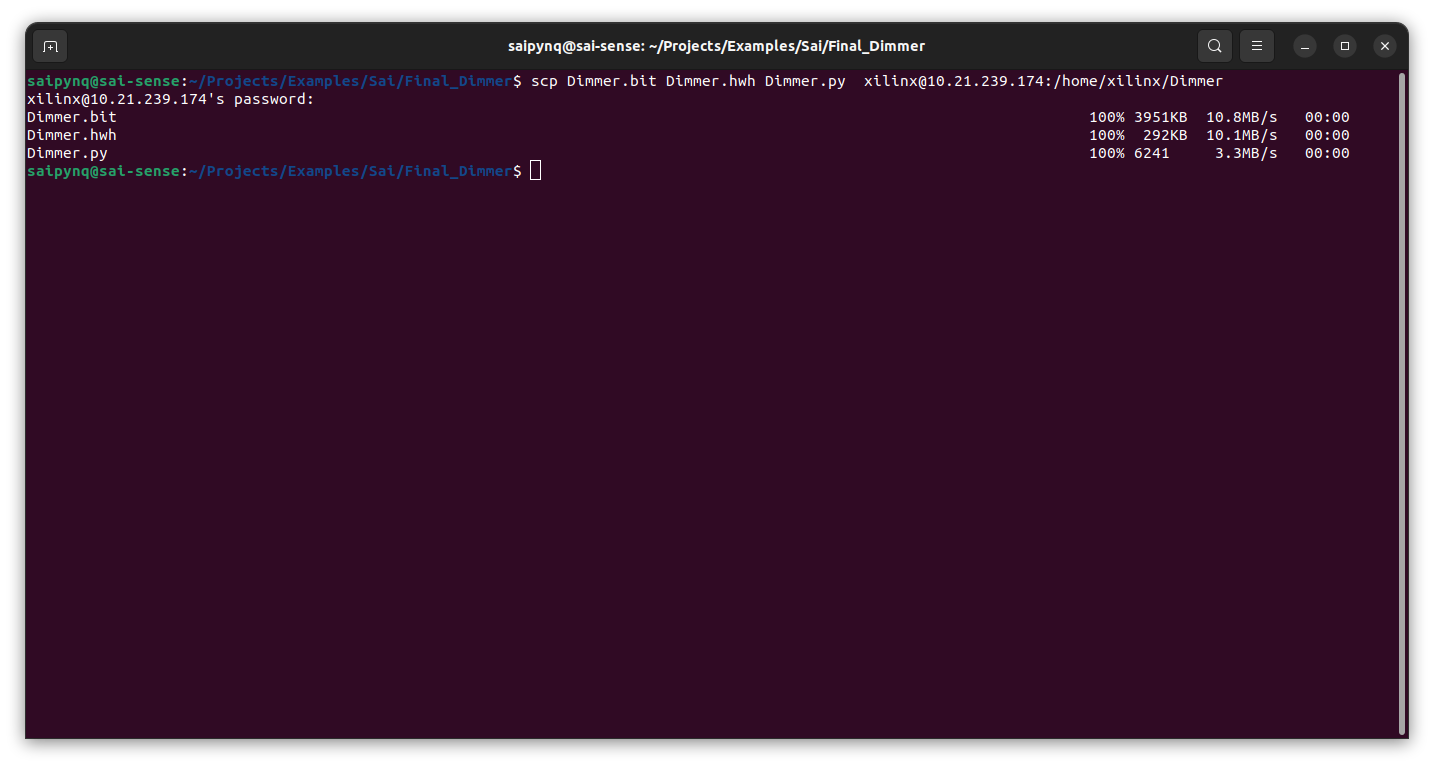 saipynq@sai-sense: ~/Projects/Examples/Sai/Final_Dimmer
saipynq@sai-sense:~/Projects/Examples/Sai/Final_Dimmer$ scp Dimmer.bit Dimmer.hwh Dimmer.py  xilinx@10.21.239.174:/home/xilinx/Dimmer
xilinx@10.21.239.174's password:
Dimmer.bit 100% 3951KB 10.8MB/s 00:00
Dimmer.hwh 100% 292KB 10.1MB/s 00:00
Dimmer.py 100% 6241 3.3MB/s 00:00
saipynq@sai-sense:~/Projects/Examples/Sai/Final_Dimmer$